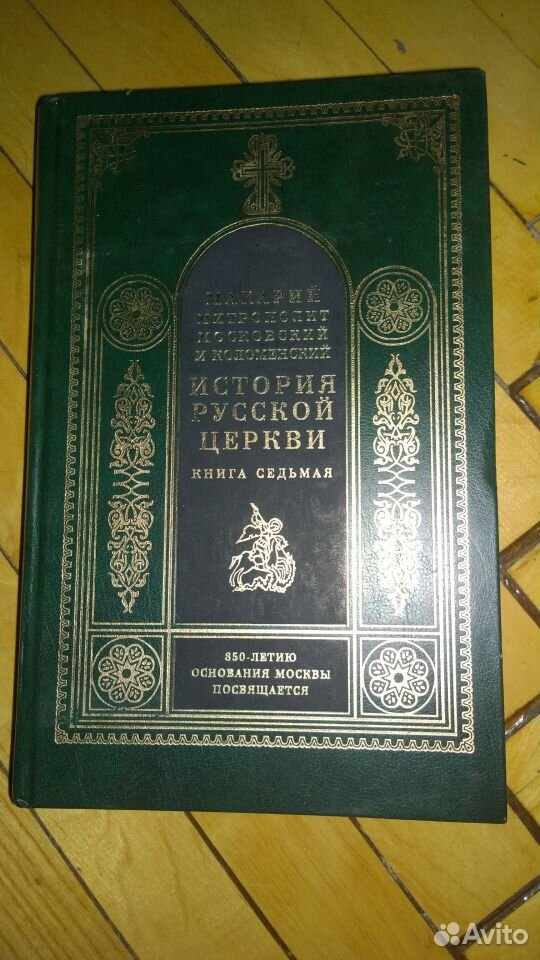 МАКАРИЙ
МИТРОПОЛИТ
МОСКОВСКИЙ
И КОЛОМЕНСКИЙ
ИСТОРИЯ
РУССКОЙ
ЦЕРКВИ
КНИГА СЕДЬМАЯ
850-ЛЕТИЮ
ОСНОВАНИЯ МОСКВЫ
ПОСВЯЩАЕТСЯ
Avito